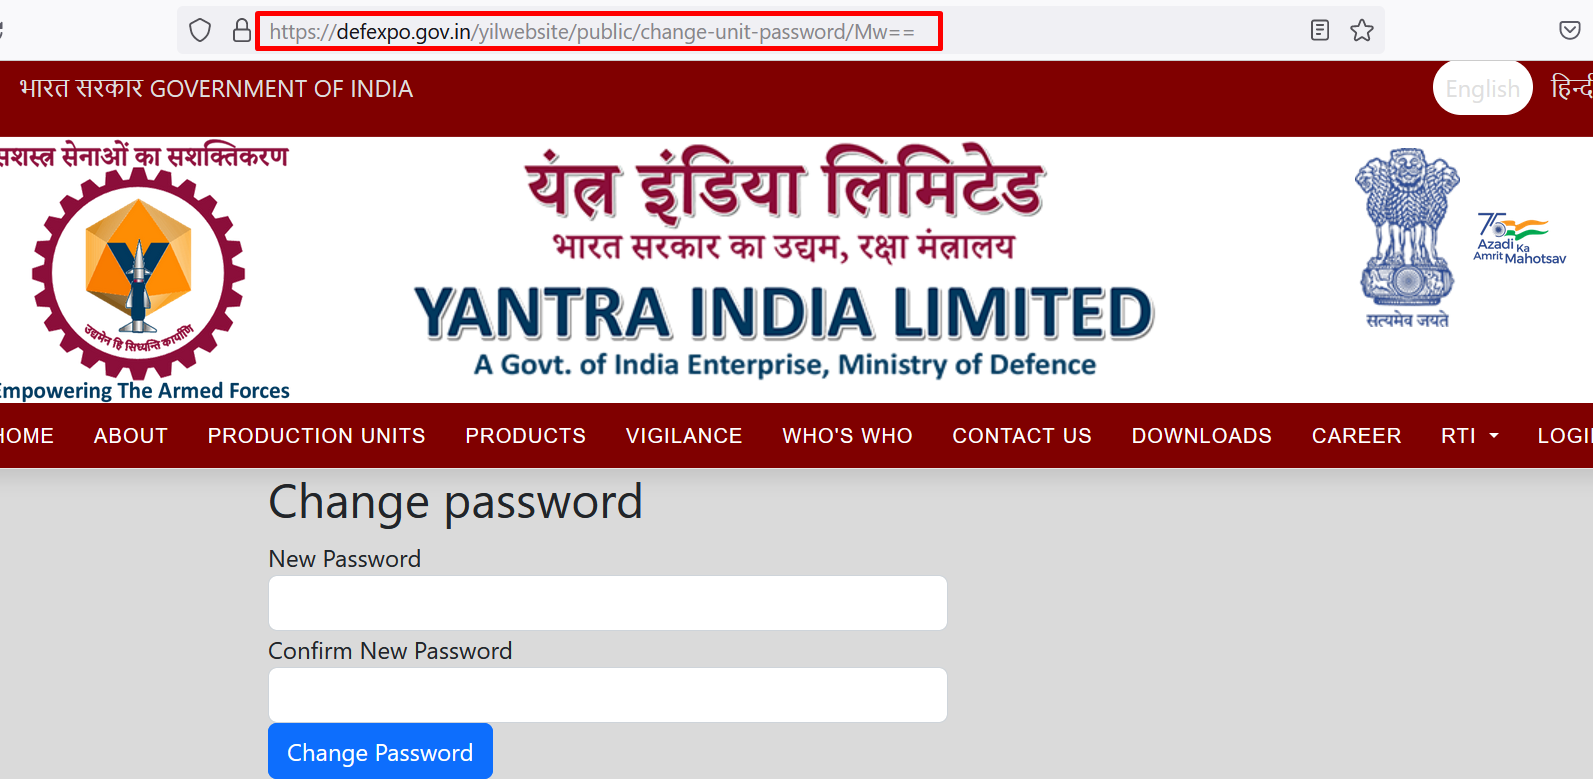 https://defexpo.gov.in/yilwebsite/public/change-unit-password/Mw==
भारत सरकार GOVERNMENT OF INDIA
English
सशस्त्र सेनाओं का सशक्तिकरण
उद्यमेन हि सिध्यन्ति कार्याणि
Empowering The Armed Forces
यंत्र इंडिया लिमिटेड
भारत सरकार का उद्यम, रक्षा मंत्रालय
YANTRA INDIA LIMITED
A Govt. of India Enterprise, Ministry of Defence
सत्यमेव जयते
75
Azadi Ka
Amrit Mahotsav
HOME ABOUT PRODUCTION UNITS PRODUCTS VIGILANCE WHO'S WHO CONTACT US DOWNLOADS CAREER RTI
Change password
New Password
Confirm New Password
Change Password